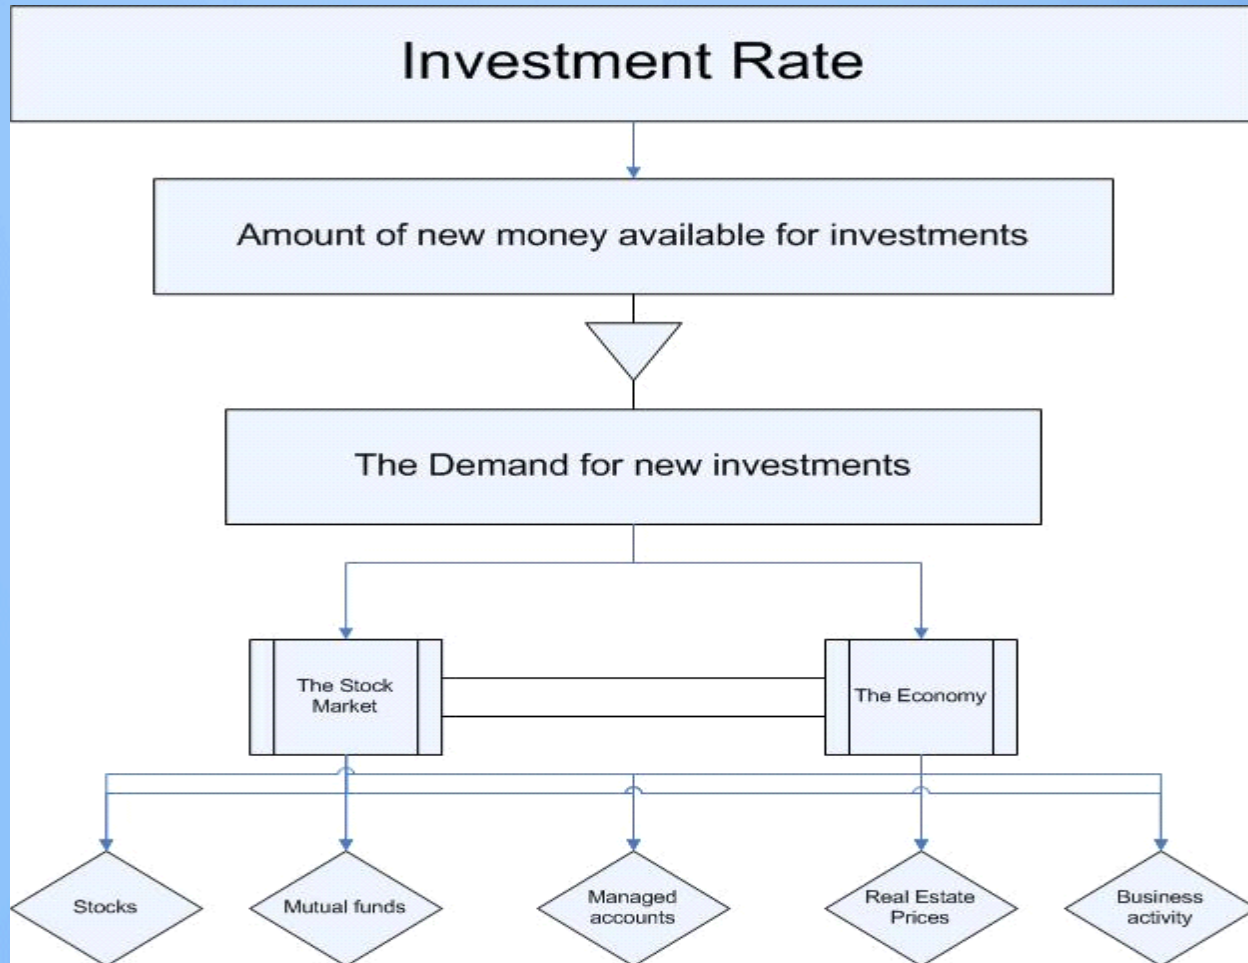 Investment Rate
Amount of new money available for investments
The Demand for new investments
The Stock
Market
The Economy
Stocks
Mutual funds
Managed
accounts
Real Estate
Prices
Business
activity